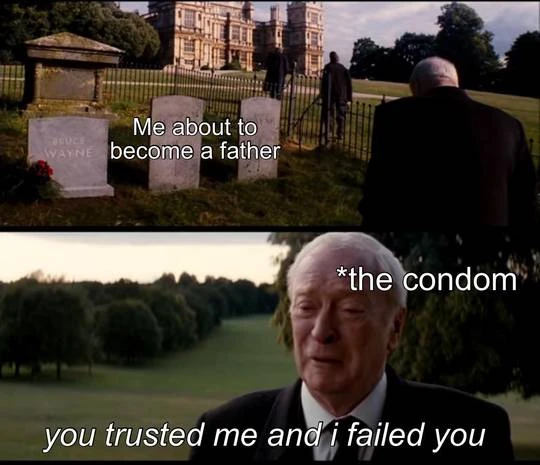 BRUCE
WAYNE
Me about to
become a father
*the condom
you trusted me and i failed you